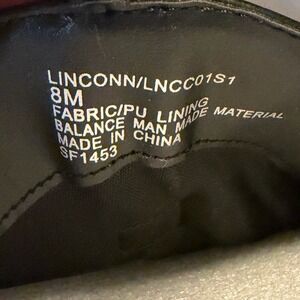 LINCONN/LNCC01S1
8M
FABRIC/PU LINING
BALANCE MAN MADE MATERIAL
MADE IN CHINA
SF1453